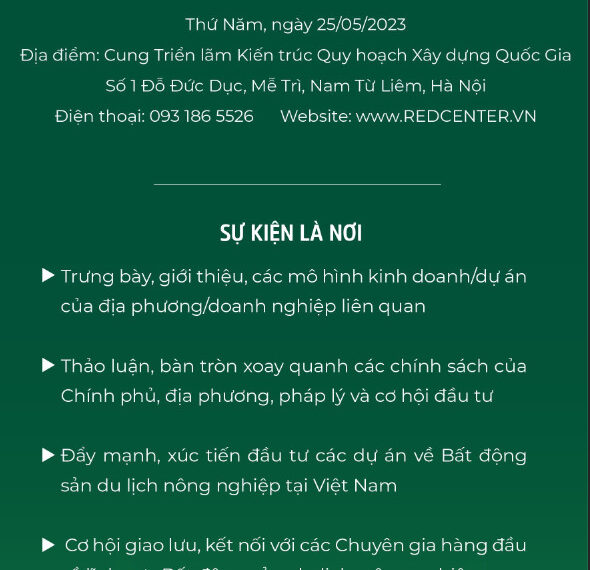 Thứ Năm, ngày 25/05/2023
Địa điểm: Cung Triển lãm Kiến trúc Quy hoạch Xây dựng Quốc Gia
Số 1 Đỗ Đức Dục, Mễ Trì, Nam Từ Liêm, Hà Nội
Điện thoại: 093 186 5526 Website: www.REDCENTER.VN
SỰ KIỆN LÀ NƠI
Trưng bày, giới thiệu, các mô hình kinh doanh/dự án
của địa phương/doanh nghiệp liên quan
Thảo luận, bàn tròn xoay quanh các chính sách của
Chính phủ, địa phương, pháp lý và cơ hội đầu tư
Đẩy mạnh, xúc tiến đầu tư các dự án về Bất động
sản du lịch nông nghiệp tại Việt Nam
Cơ hội giao lưu, kết nối với các Chuyên gia hàng đầu